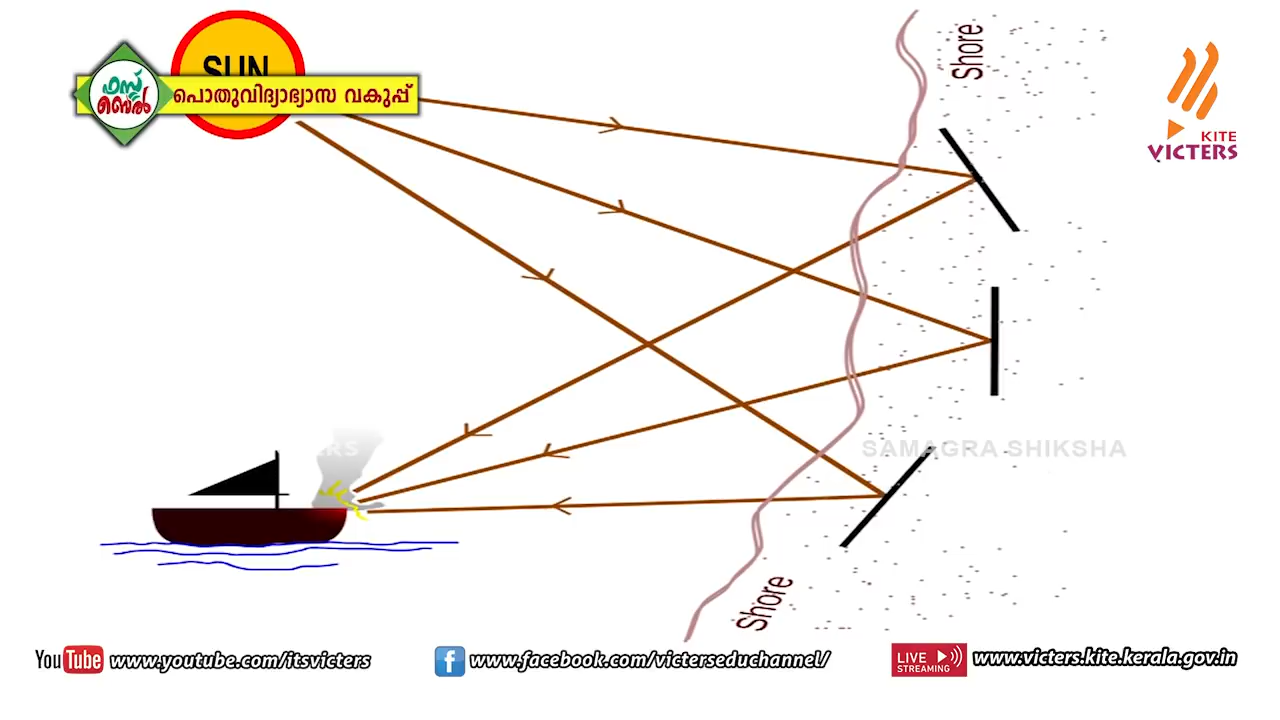 SUN
ഫസ്റ്റ്
ബെൽ
പൊതുവിദ്യാഭ്യാസ വകുപ്പ്
Shore
KITE
VICTERS
SAMAGRA SHIKSHA
Shore
YouTube www.youtube.com/itsvicters
f www.facebook.com/victerseduchannel/
LIVE STREAMING www.victers.kite.kerala.gov.in